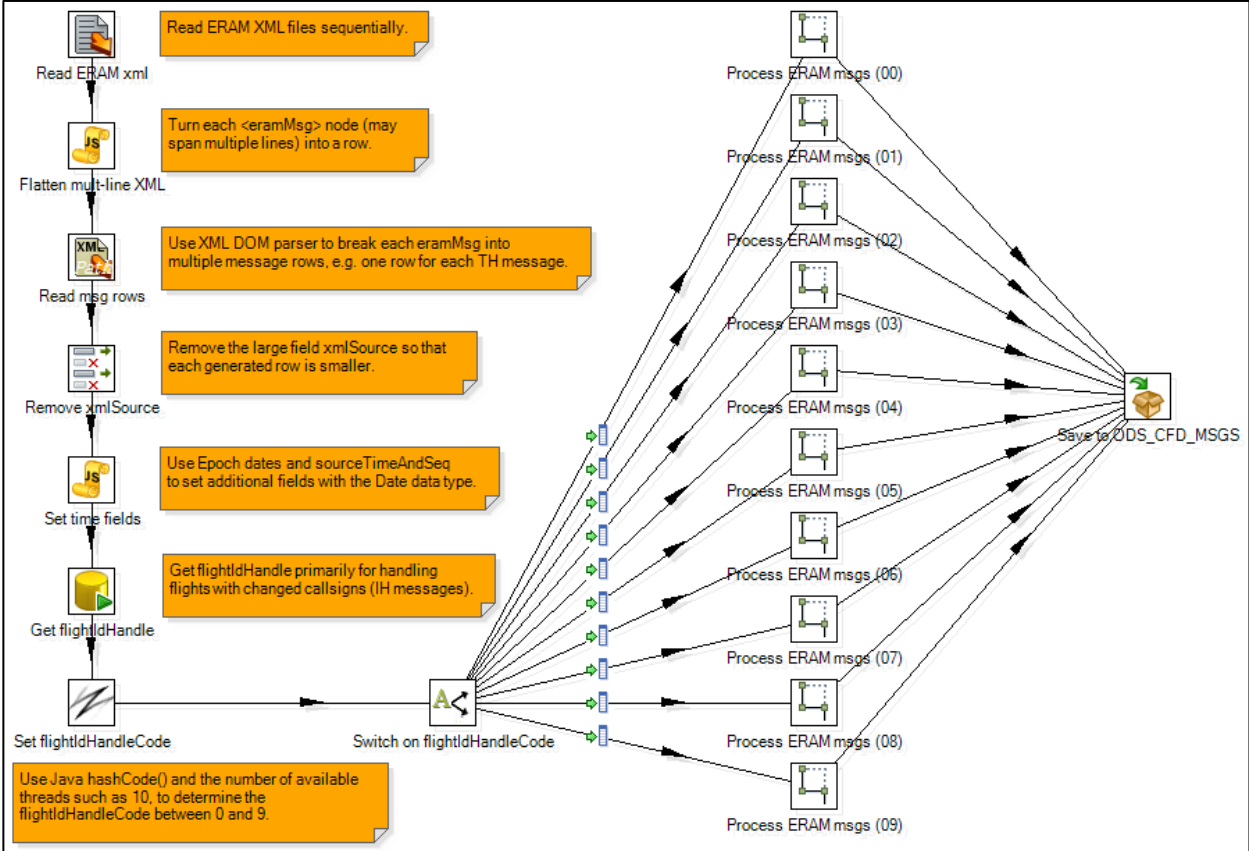 Read ERAM xml
Read ERAM XML files sequentially.
Flatten mult-line XML
Turn each <eramMsg> node (may
span multiple lines) into a row.
XML
Path
Read msg rows
Use XML DOM parser to break each eramMsg into
multiple message rows, e.g. one row for each TH message.
Remove xmlSource
Remove the large field xmlSource so that
each generated row is smaller.
JS
Set time fields
Use Epoch dates and sourceTimeAndSeq
to set additional fields with the Date data type.
Get flightIdHandle
Get flightIdHandle primarily for handling
flights with changed callsigns (IH messages).
Set flightIdHandleCode
Use Java hashCode() and the number of available
threads such as 10, to determine the
flightIdHandleCode between 0 and 9.
A
Switch on flightIdHandleCode
Process ERAM msgs (00)
Process ERAM msgs (01)
Process ERAM msgs (02)
Process ERAM msgs (03)
Process ERAM msgs (04)
Process ERAM msgs (05)
Process ERAM msgs (06)
Process ERAM msgs (07)
Process ERAM msgs (08)
Process ERAM msgs (09)
Save to ODS_CFD_MSGS
JS